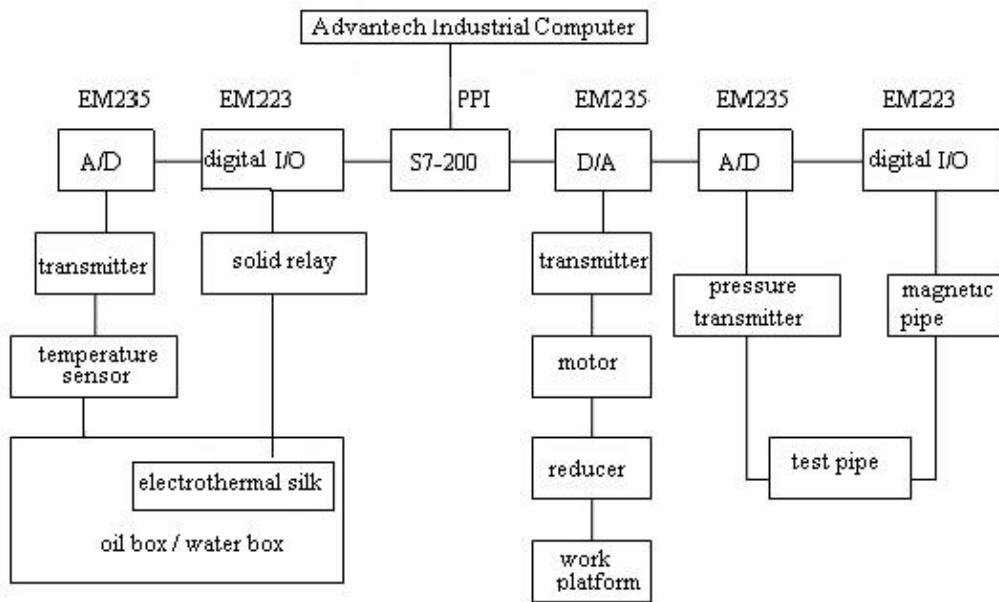 Advantech Industrial Computer
EM235
EM223
PPI
EM235
EM235
EM223
A/D
digital I/O
S7-200
D/A
A/D
digital I/O
transmitter
solid relay
transmitter
pressure
transmitter
magnetic
pipe
temperature
sensor
motor
electrothermal silk
reducer
test pipe
oil box / water box
work
platform